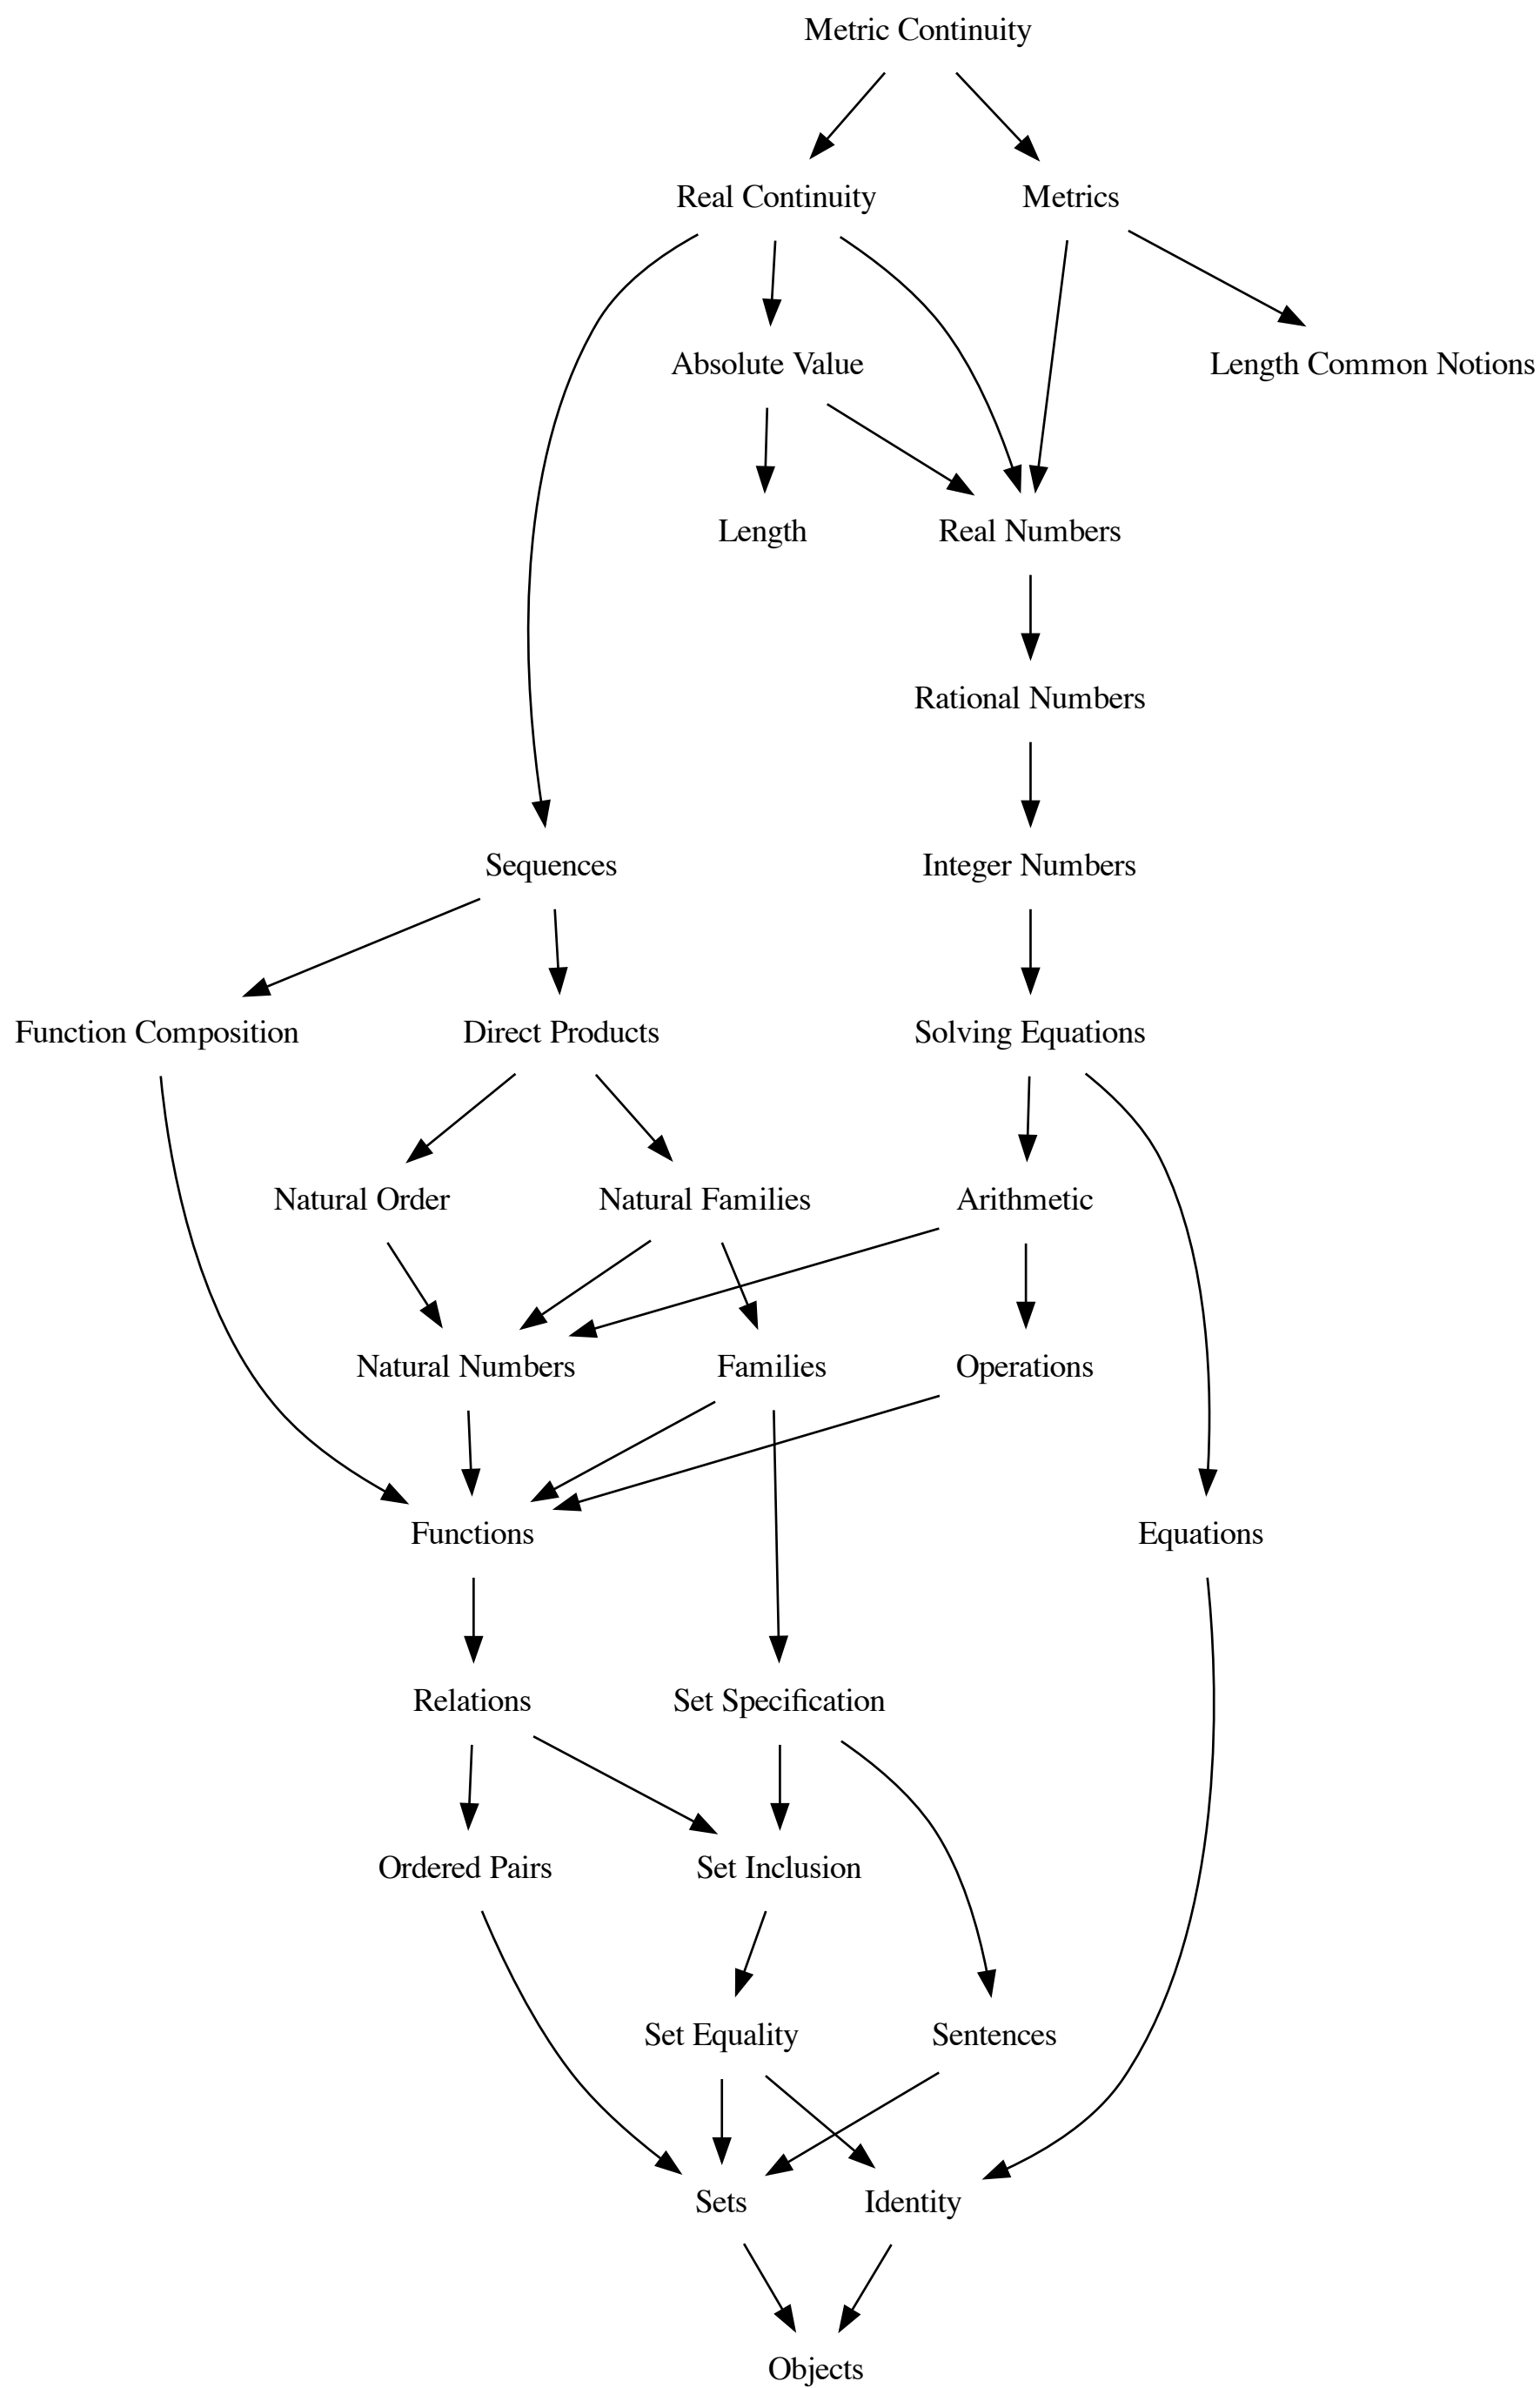 Metric Continuity
Real Continuity
Metrics
Absolute Value
Length Common Notions
Length
Real Numbers
Rational Numbers
Sequences
Integer Numbers
Function Composition
Direct Products
Solving Equations
Natural Order
Natural Families
Arithmetic
Natural Numbers
Families
Operations
Functions
Equations
Relations
Set Specification
Ordered Pairs
Set Inclusion
Set Equality
Sentences
Sets
Identity
Objects